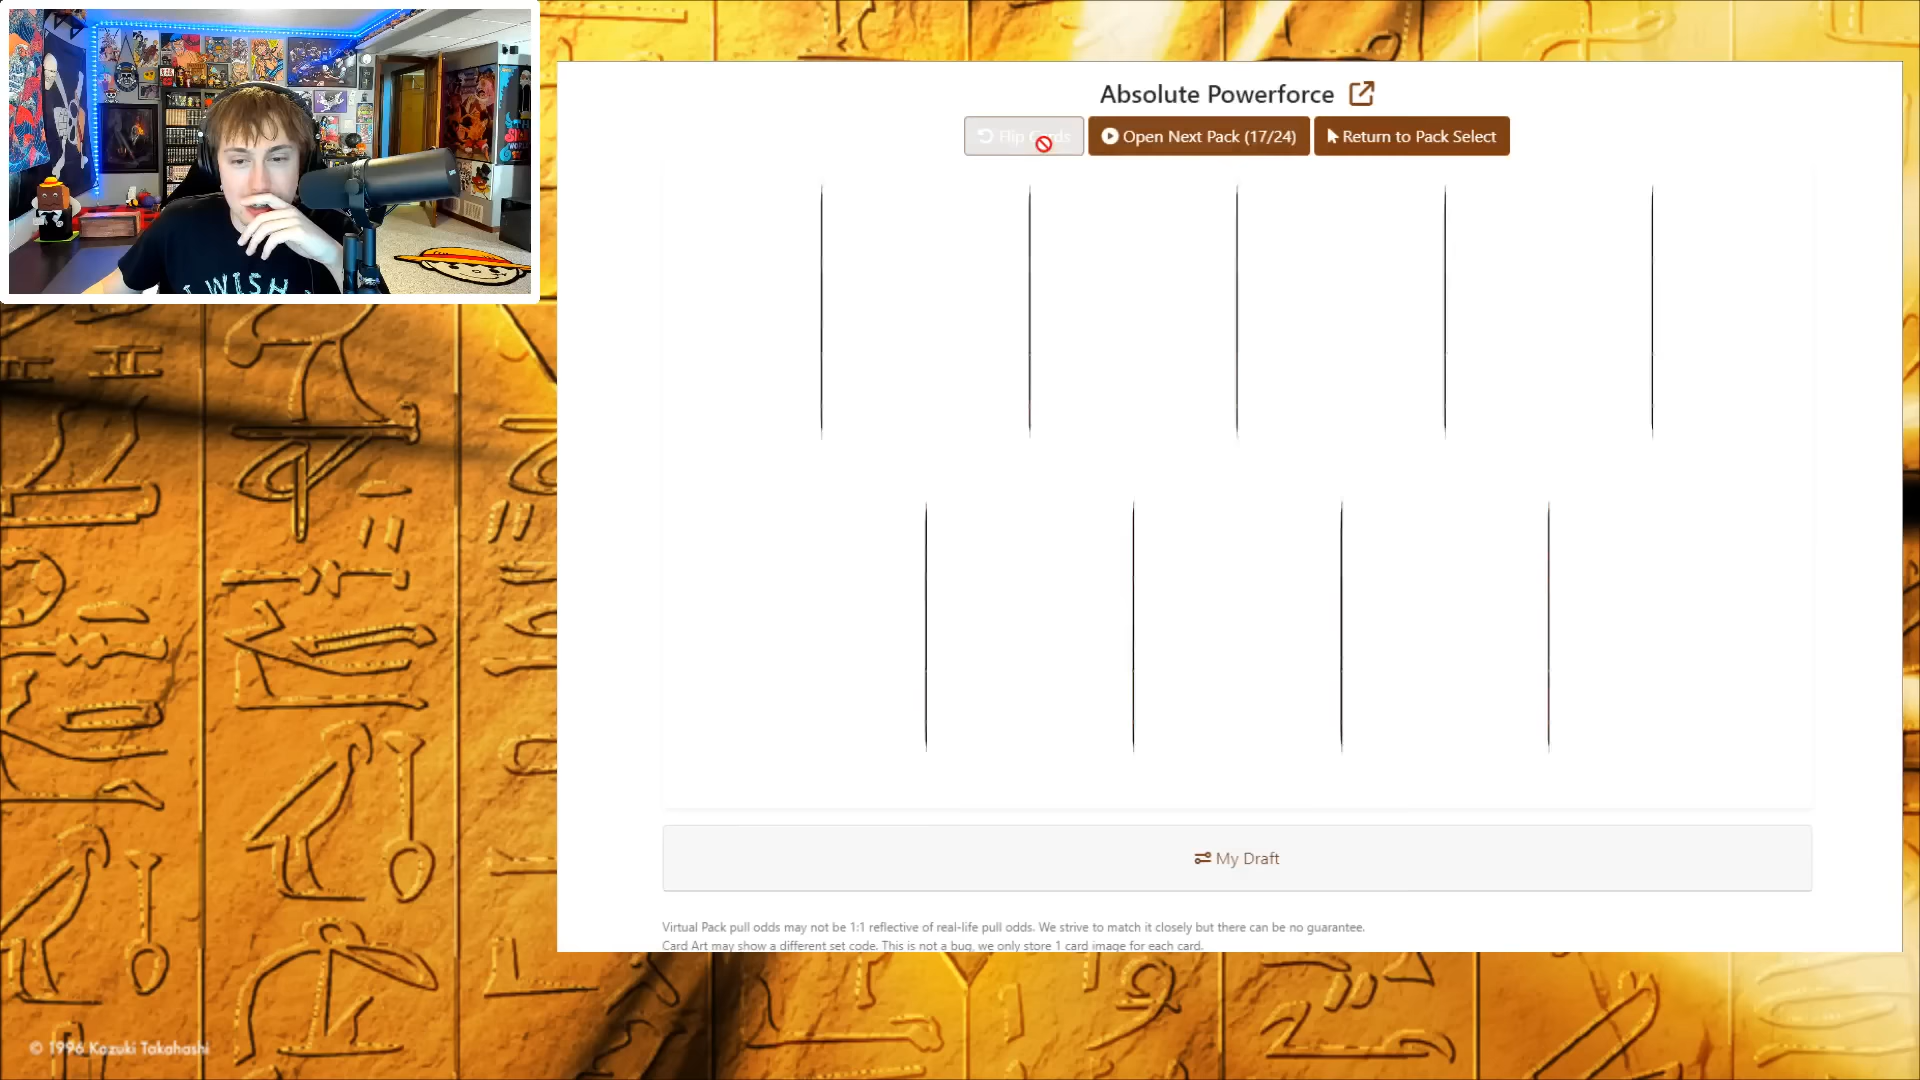 I WISH
Absolute Powerforce
Flip Cards
Open Next Pack (17/24)
Return to Pack Select
My Draft
Virtual Pack pull odds may not be 1:1 reflective of real-life pull odds. We strive to match it closely but there can be no guarantee.
Card Art may show a different set code. This is not a bug, we only store 1 card image for each card.
© 1996 Kazuki Takahashi